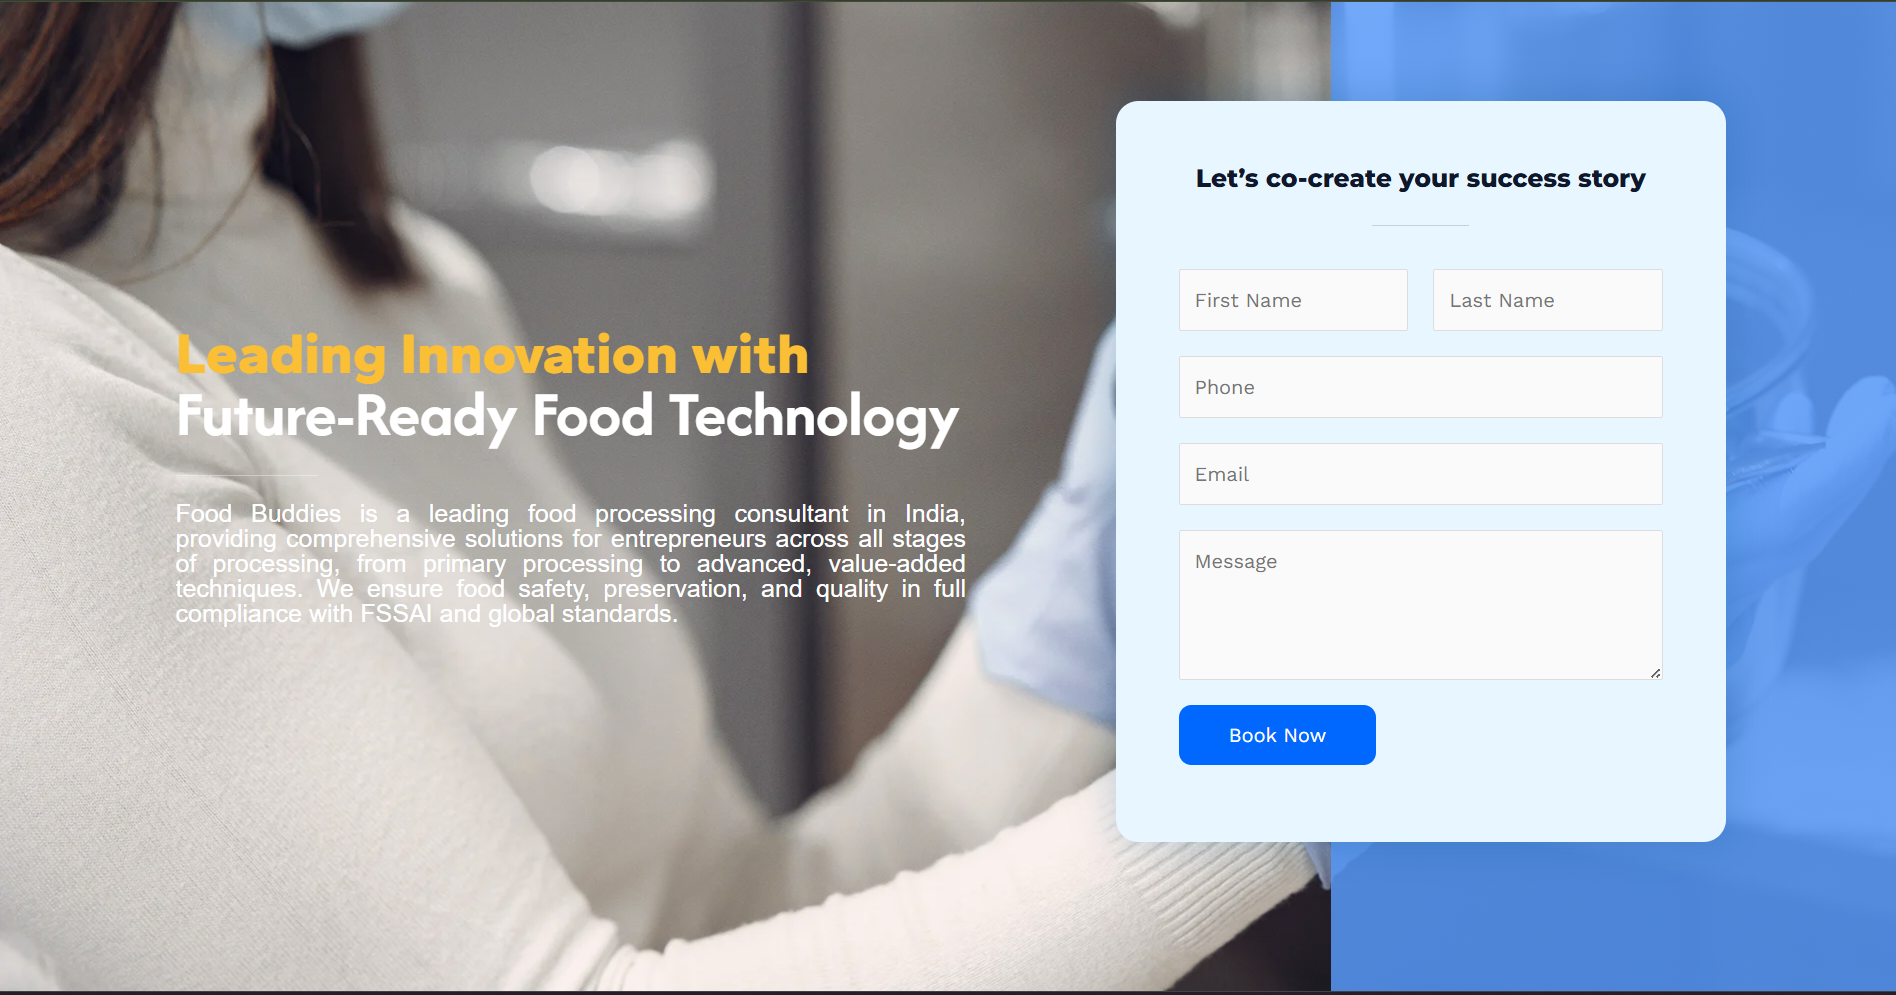 Leading Innovation with
Future-Ready Food Technology
Food Buddies is a leading food processing consultant in India,
providing comprehensive solutions for entrepreneurs across all stages
of processing, from primary processing to advanced, value-added
techniques. We ensure food safety, preservation, and quality in full
compliance with FSSAI and global standards.
Let’s co-create your success story
First Name
Last Name
Phone
Email
Message
Book Now